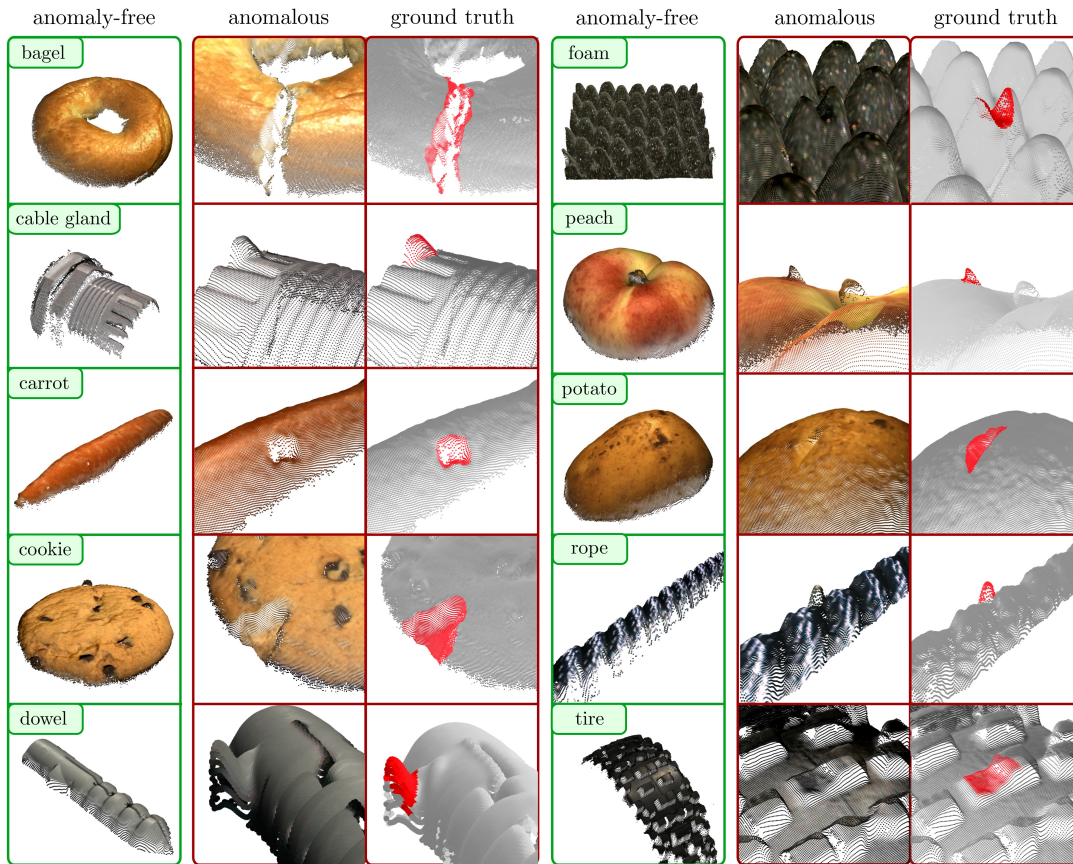 anomaly-free anomalous ground truth anomaly-free anomalous ground truth
bagel foam
cable gland peach
carrot potato
cookie rope
dowel tire